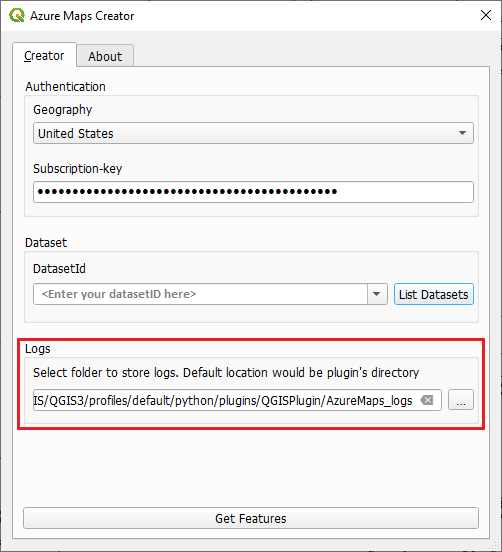 Azure Maps Creator
Creator About
Authentication
Geography
United States
Subscription-key
●●●●●●●●●●●●●●●●●●●●●●●●●●●●●●●●●●●●●●●●●●●
Dataset
DatasetId
<Enter your datasetID here> List Datasets
Logs
Select folder to store logs. Default location would be plugin's directory
IS/QGIS3/profiles/default/python/plugins/QGISPlugin/AzureMaps_logs ...
Get Features